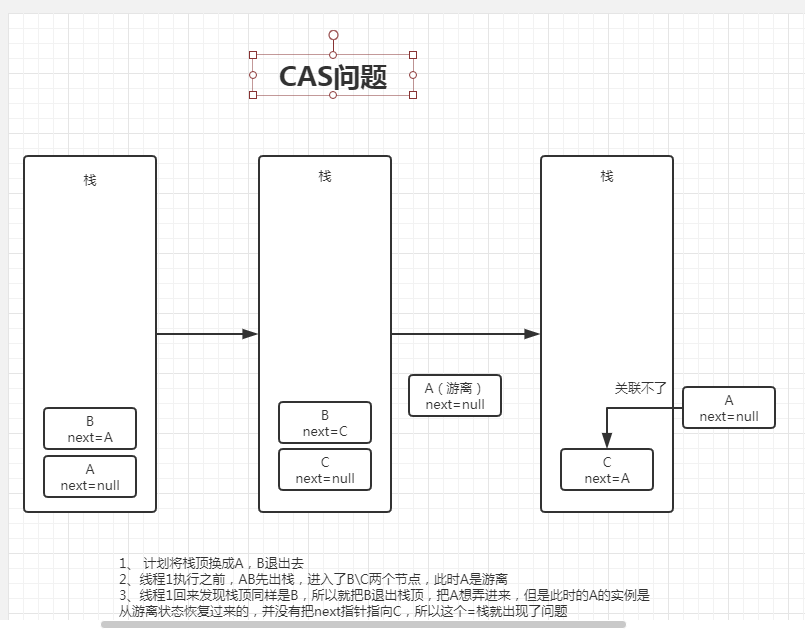 CAS问题
栈
栈
栈
B
next=A
A
next=null
B
next=C
C
next=null
A（游离）
next=null
关联不了
A
next=null
C
next=A
1、 计划将栈顶换成A，B退出去
2、线程1执行之前，AB先出栈，进入了B\C两个节点，此时A是游离
3、线程1回来发现栈顶同样是B，所以就把B退出栈顶，把A想弄进来，但是此时的A的实例是
从游离状态恢复过来的，并没有把next指针指向C，所以这个=栈就出现了问题